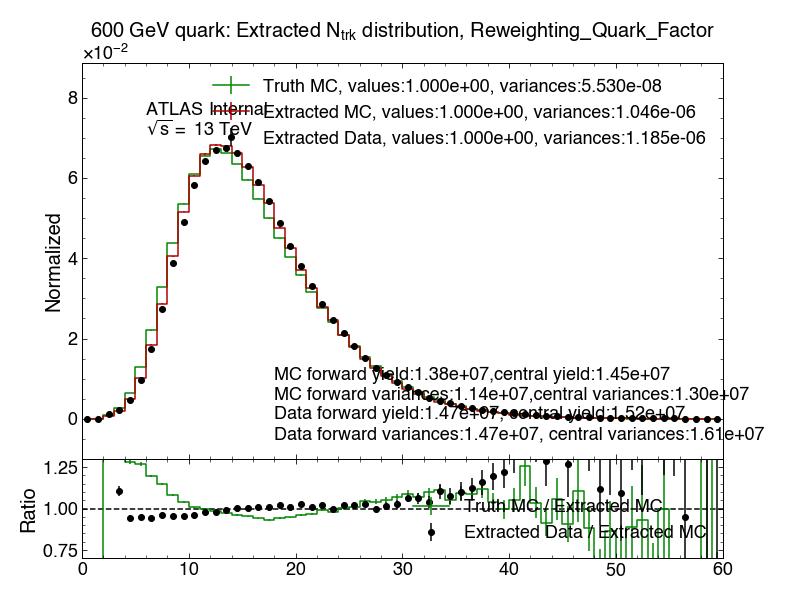 600 GeV quark: Extracted Ntrk distribution, Reweighting_Quark_Factor
×10−2
Truth MC, values:1.000e+00, variances:5.530e-08
ATLAS Internal
Extracted MC, values:1.000e+00, variances:1.046e-06
√s = 13 TeV
Extracted Data, values:1.000e+00, variances:1.185e-06
8
6
4
2
0
Normalized
MC forward yield:1.38e+07,central yield:1.45e+07
MC forward variances:1.14e+07,central variances:1.30e+07
Data forward yield:1.47e+07, central yield:1.52e+07
Data forward variances:1.47e+07, central variances:1.61e+07
1.25
1.00
0.75
Ratio
Truth MC / Extracted MC
Extracted Data / Extracted MC
0 10 20 30 40 50 60